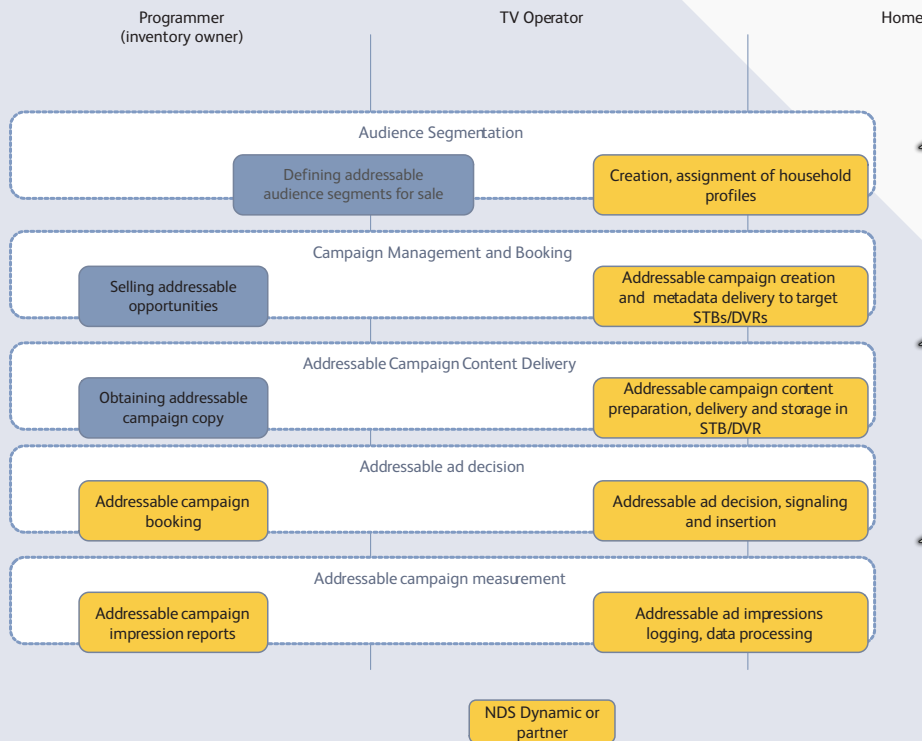 Programmer
(inventory owner)
TV Operator
Home
Audience Segmentation
Defining addressable
audience segments for sale
Creation, assignment of household
profiles
Campaign Management and Booking
Selling addressable
opportunities
Addressable campaign creation
and metadata delivery to target
STBs/DVRs
Addressable Campaign Content Delivery
Obtaining addressable
campaign copy
Addressable campaign content
preparation, delivery and storage in
STB/DVR
Addressable ad decision
Addressable campaign
booking
Addressable ad decision, signaling
and insertion
Addressable campaign measurement
Addressable campaign
impression reports
Addressable ad impressions
logging, data processing
NDS Dynamic or
partner